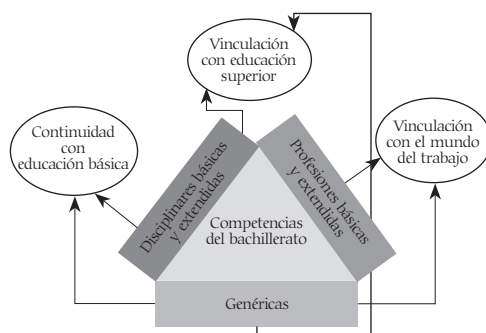 Vinculación
con educación
superior
Continuidad
con
educación básica
Vinculación
con el mundo
del trabajo
Disciplinares básicas
y extendidas
Profesiones básicas
y extendidas
Competencias
del bachillerato
Genéricas